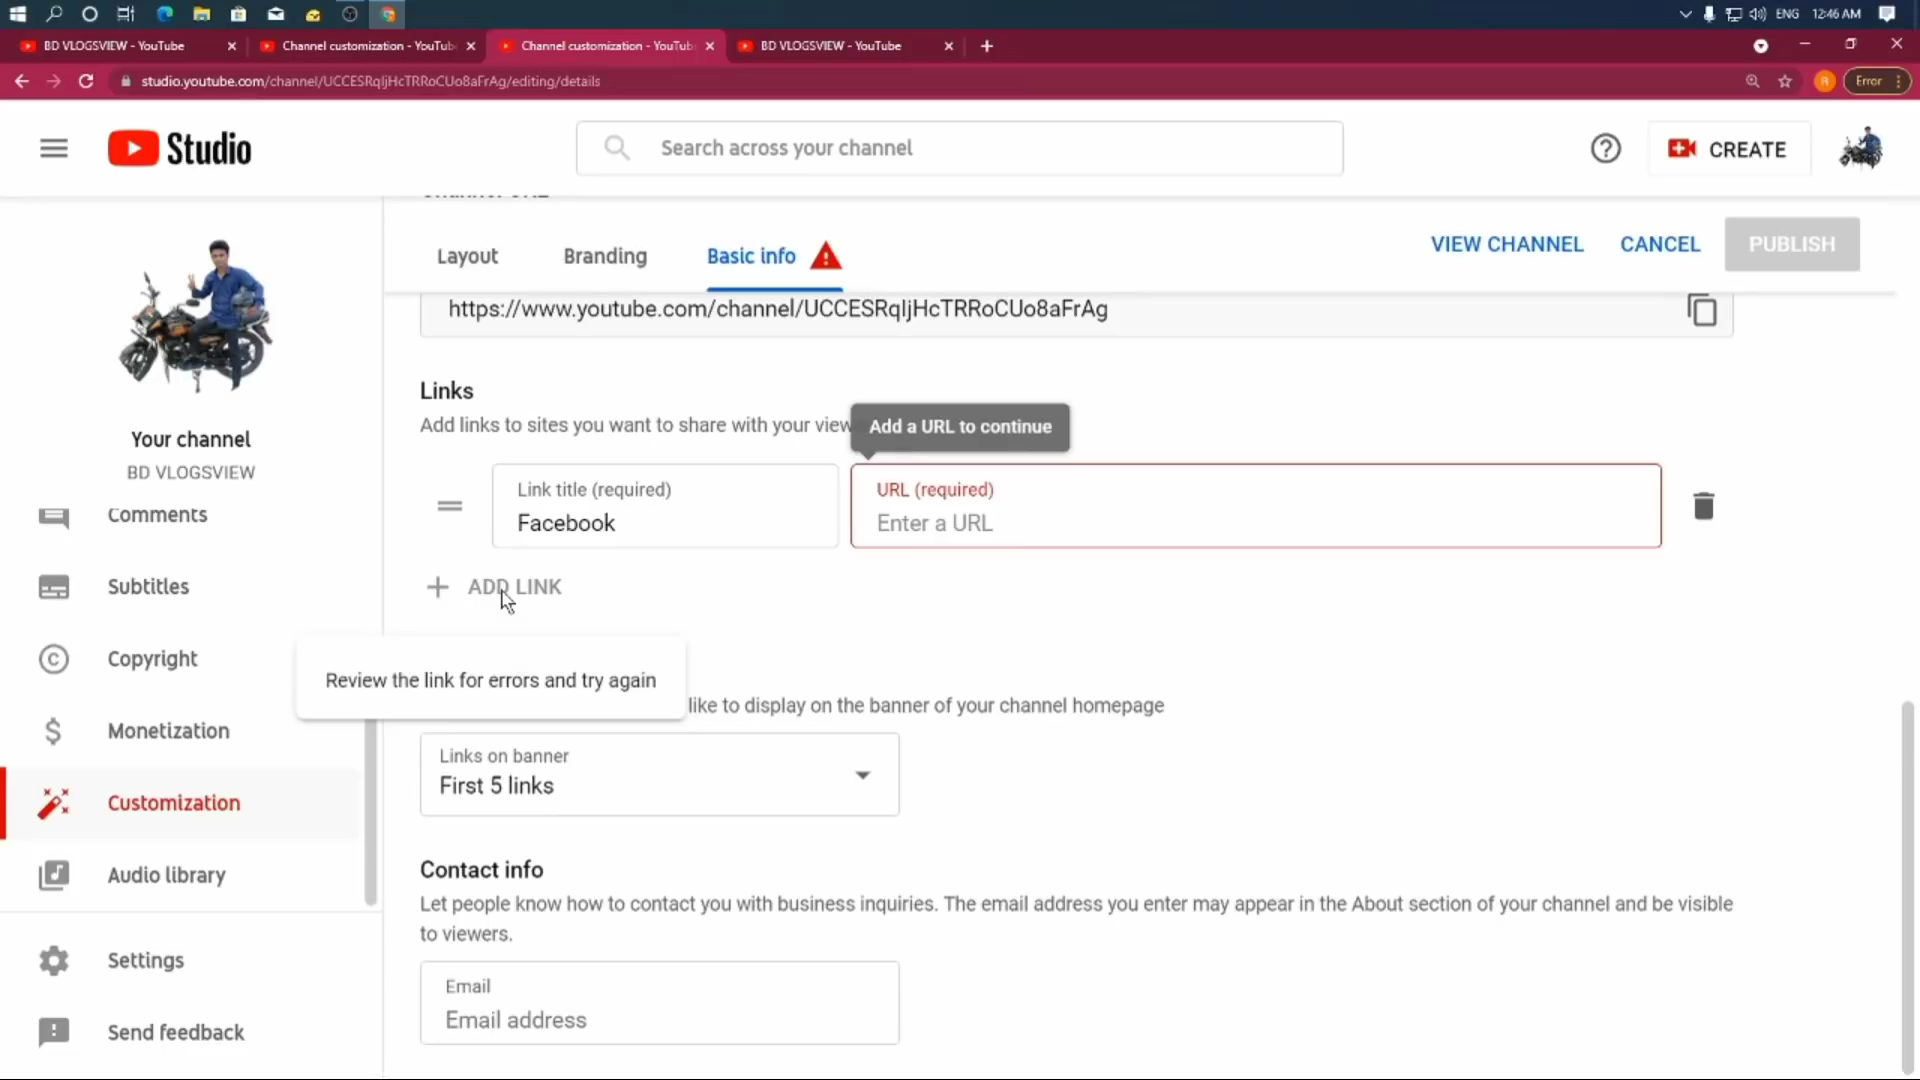 ENG 12:46 AM
BD VLOGSVIEW - YouTube
Channel customization - YouTub
Channel customization - YouTub
BD VLOGSVIEW - YouTube
studio.youtube.com/channel/UCCESRqIjHcTRRoCUo8aFrAg/editing/details
R
Error
Studio
Search across your channel
CREATE
Layout
Branding
Basic info
VIEW CHANNEL
CANCEL
PUBLISH
https://www.youtube.com/channel/UCCESRqIjHcTRRoCUo8aFrAg
Links
Add links to sites you want to share with your view
Add a URL to continue
Link title (required)
Facebook
URL (required)
Enter a URL
ADD LINK
Review the link for errors and try again
like to display on the banner of your channel homepage
Links on banner
First 5 links
Contact info
Let people know how to contact you with business inquiries. The email address you enter may appear in the About section of your channel and be visible
to viewers.
Email
Email address
Your channel
BD VLOGSVIEW
Comments
Subtitles
Copyright
Monetization
Customization
Audio library
Settings
Send feedback